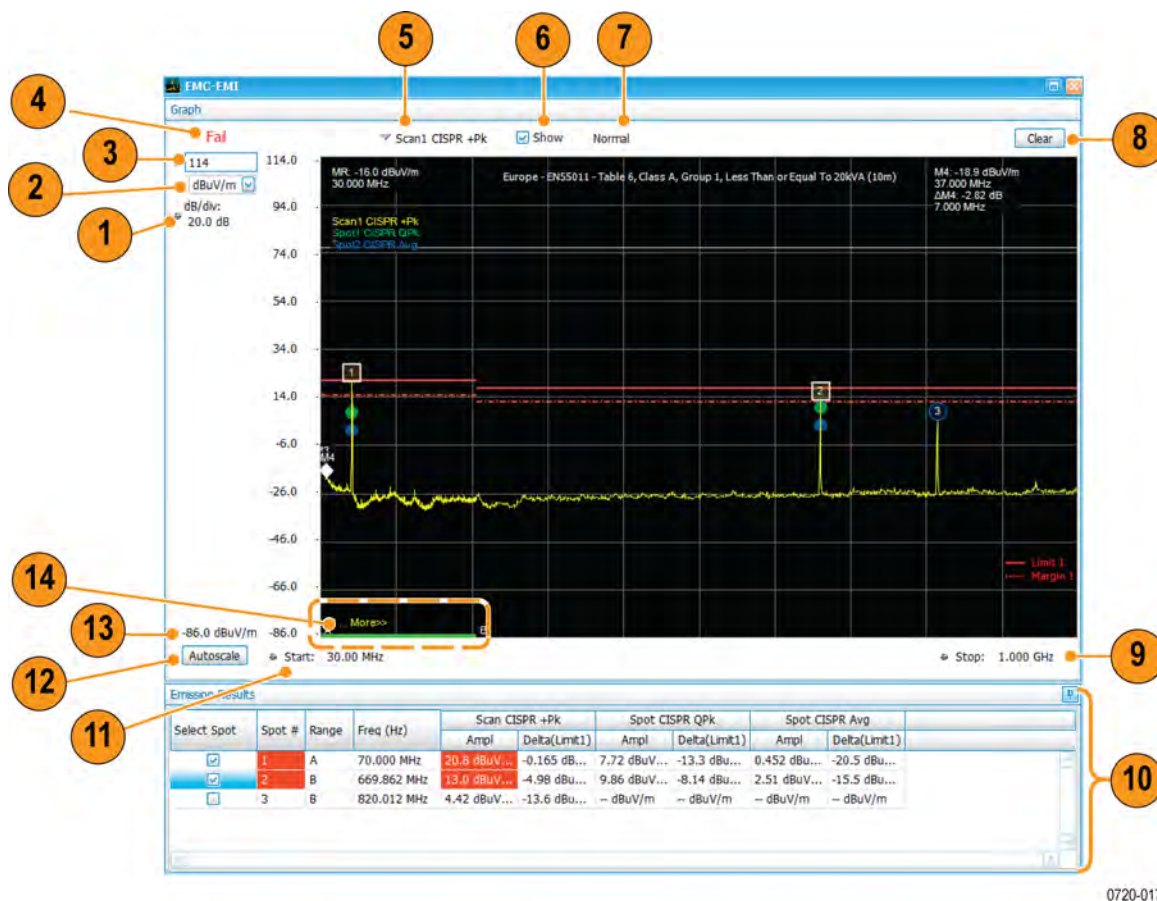 5 6 7
EMC-EMI
Graph
4
Fail
Scan1 CISPR +Pk Show Normal Clear
8
3
114 114.0
MR: -16.0 dBuV/m
30.000 MHz
Europe - EN55011 - Table 6, Class A, Group 1, Less Than or Equal To 20kVA (10m)
M4: -18.9 dBuV/m
37.000 MHz
ΔM4: -2.82 dB
7.000 MHz
2
dBuV/m
dB/div:
20.0 dB
1
94.0
Scan1 CISPR +Pk
Spot1 CISPR QPk
Spot2 CISPR Avg
74.0
54.0
34.0
1
14.0
2
3
-6.0
M4
-26.0
-46.0
Limit 1
Margin 1
14
-66.0
More>>
13
-86.0 dBuV/m -86.0
B
12
Autoscale
Start: 30.00 MHz
Stop: 1.000 GHz
9
11
Emission Results
Select Spot Spot # Range Freq (Hz) Scan CISPR +Pk Spot CISPR QPk Spot CISPR Avg
Ampl Delta(Limit1) Ampl Delta(Limit1) Ampl Delta(Limit1)
1 A 70.000 MHz 20.8 dBuV... -0.165 dB... 7.72 dBuV... -13.3 dBu... 0.452 dBuV... -20.5 dBu...
2 B 669.862 MHz 13.0 dBuV... -4.98 dBu... 9.86 dBuV... -8.14 dBu... 2.51 dBuV... -15.5 dBu...
3 B 820.012 MHz 4.42 dBuV... -13.6 dBu... -- dBuV/m -- dBuV/m -- dBuV/m -- dBuV/m
10